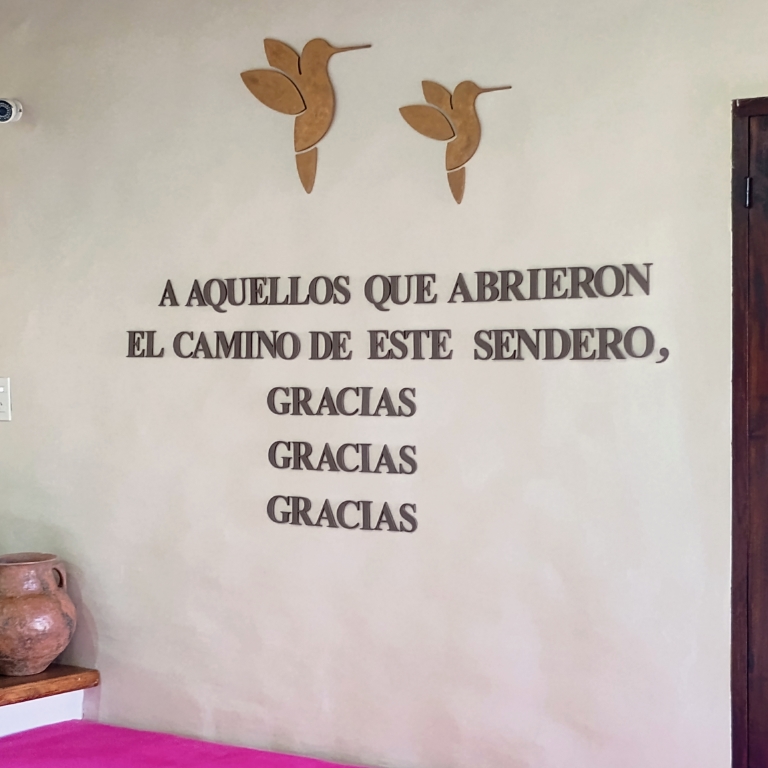 A AQUELLOS QUE ABRIERON
EL CAMINO DE ESTE SENDERO,
GRACIAS
GRACIAS
GRACIAS